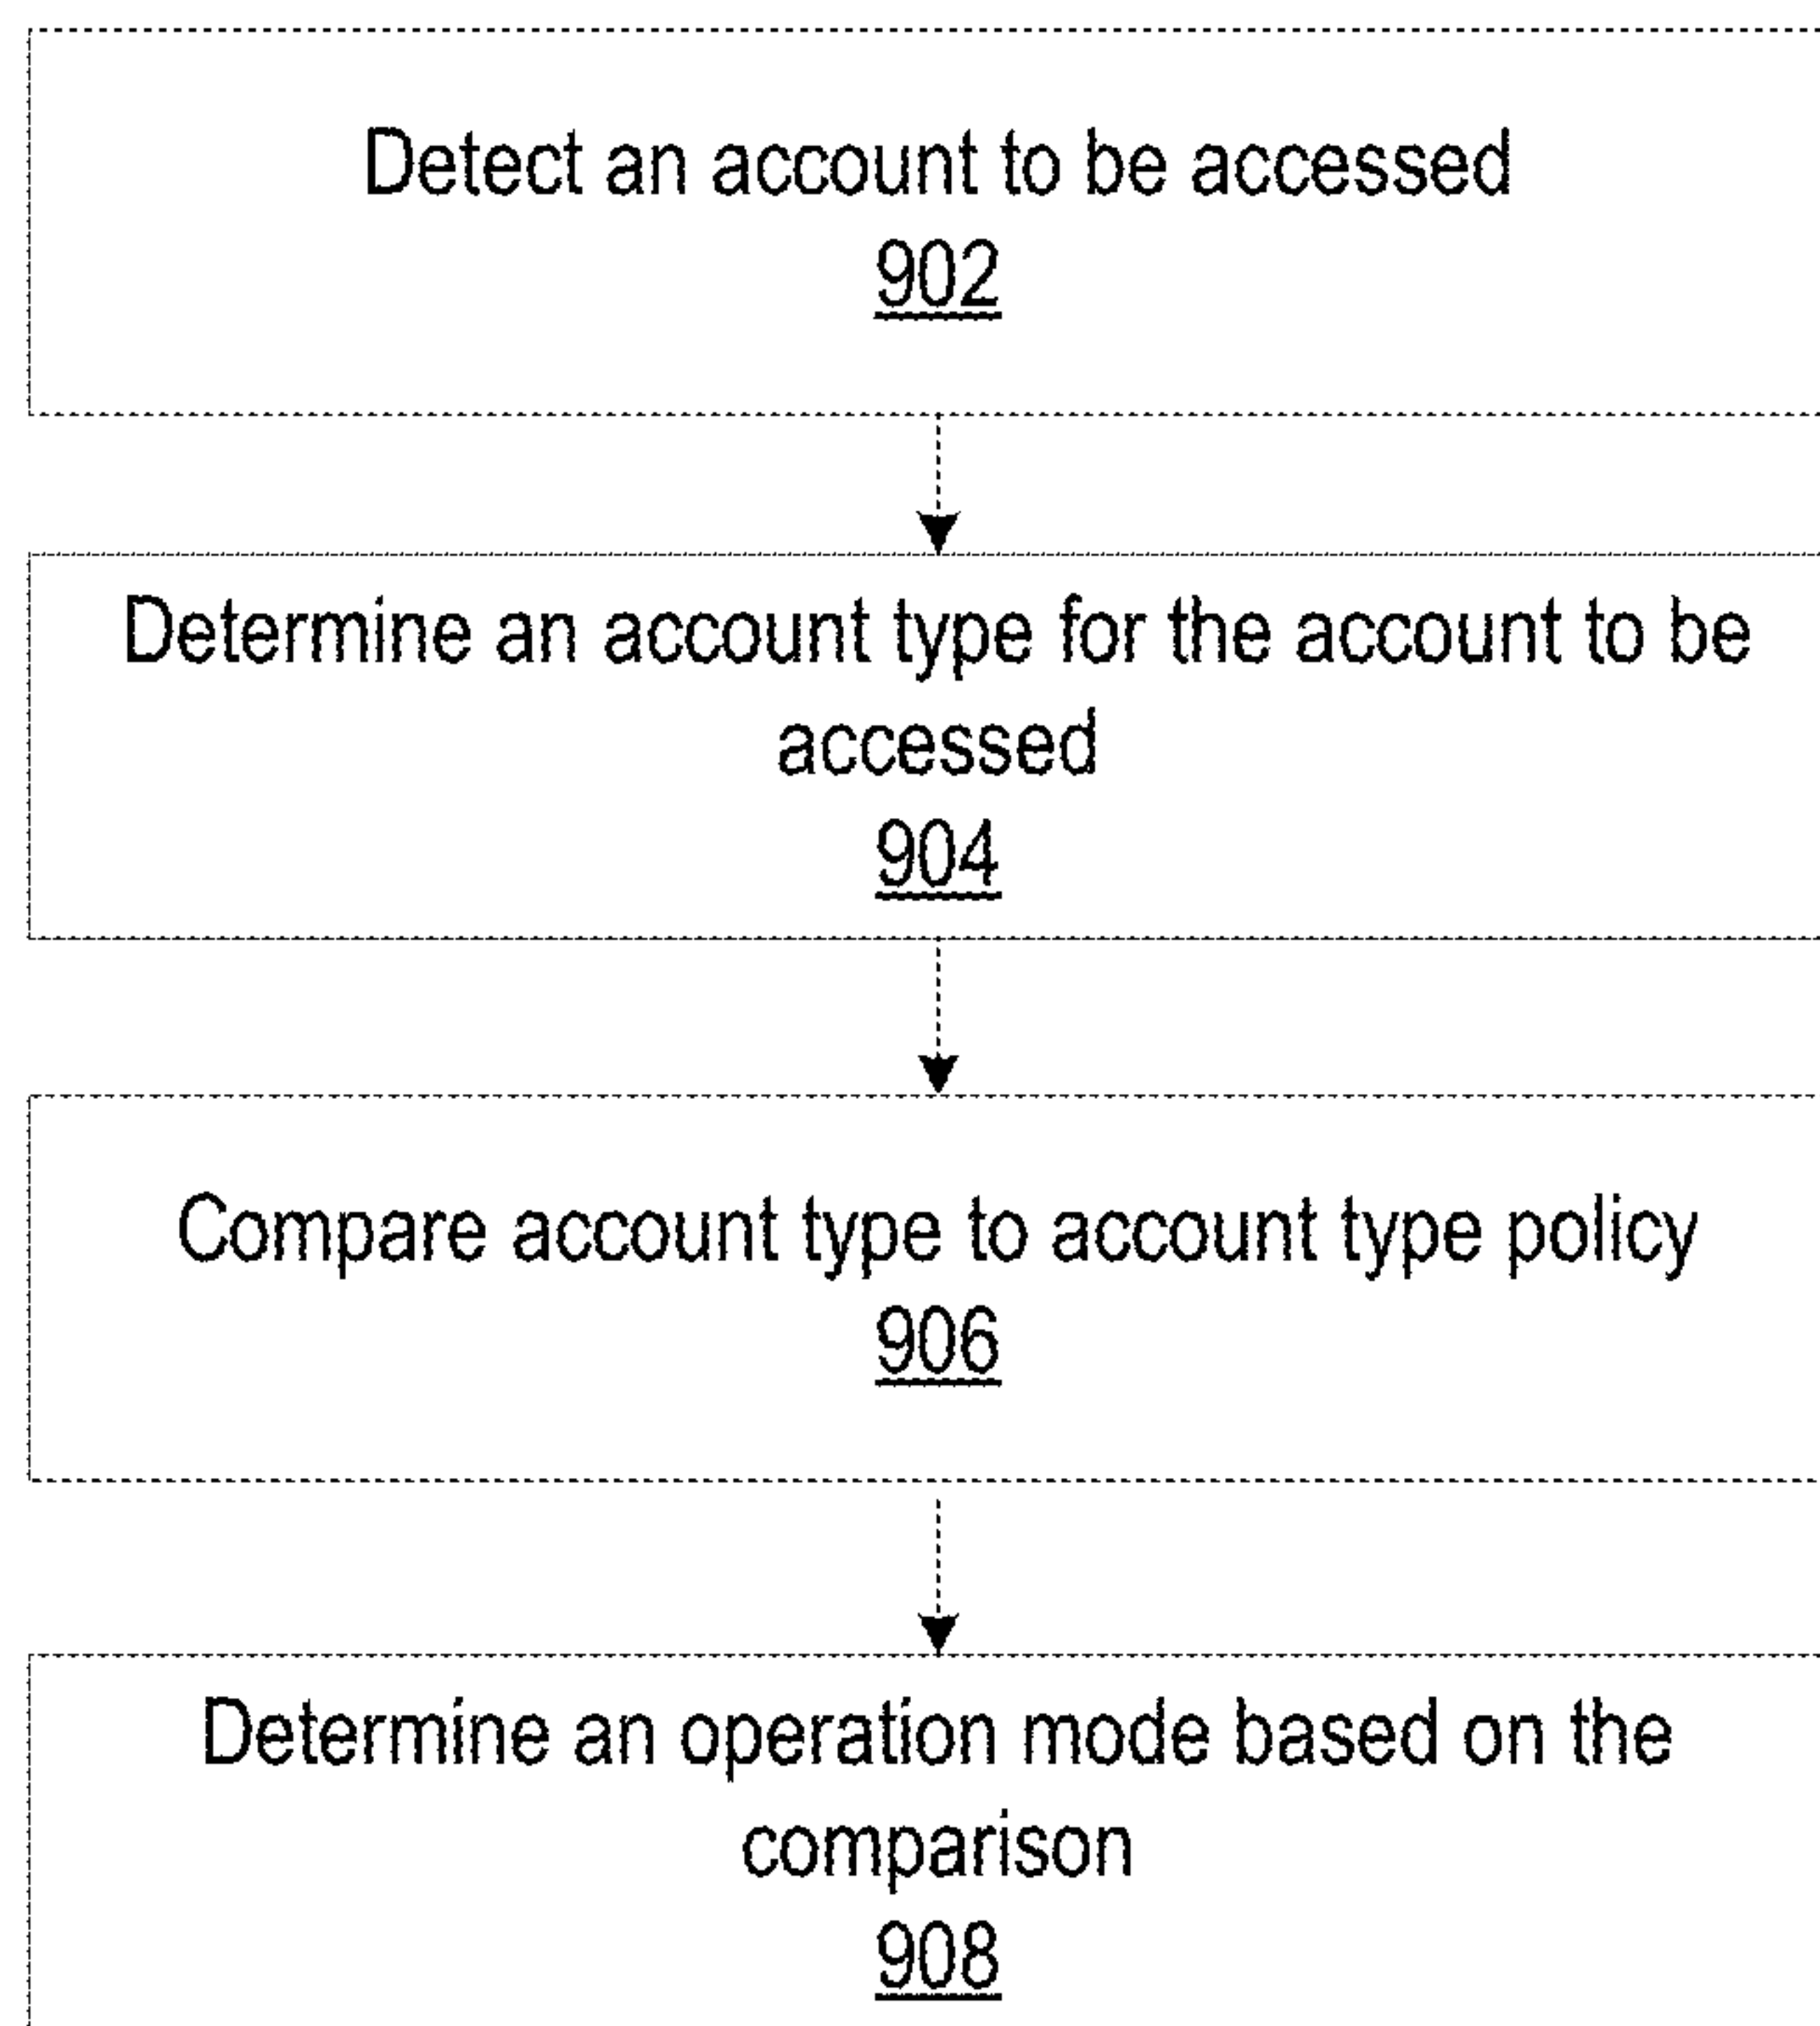 Detect an account to be accessed
902
Determine an account type for the account to be
accessed
904
Compare account type to account type policy
906
Determine an operation mode based on the
comparison
908